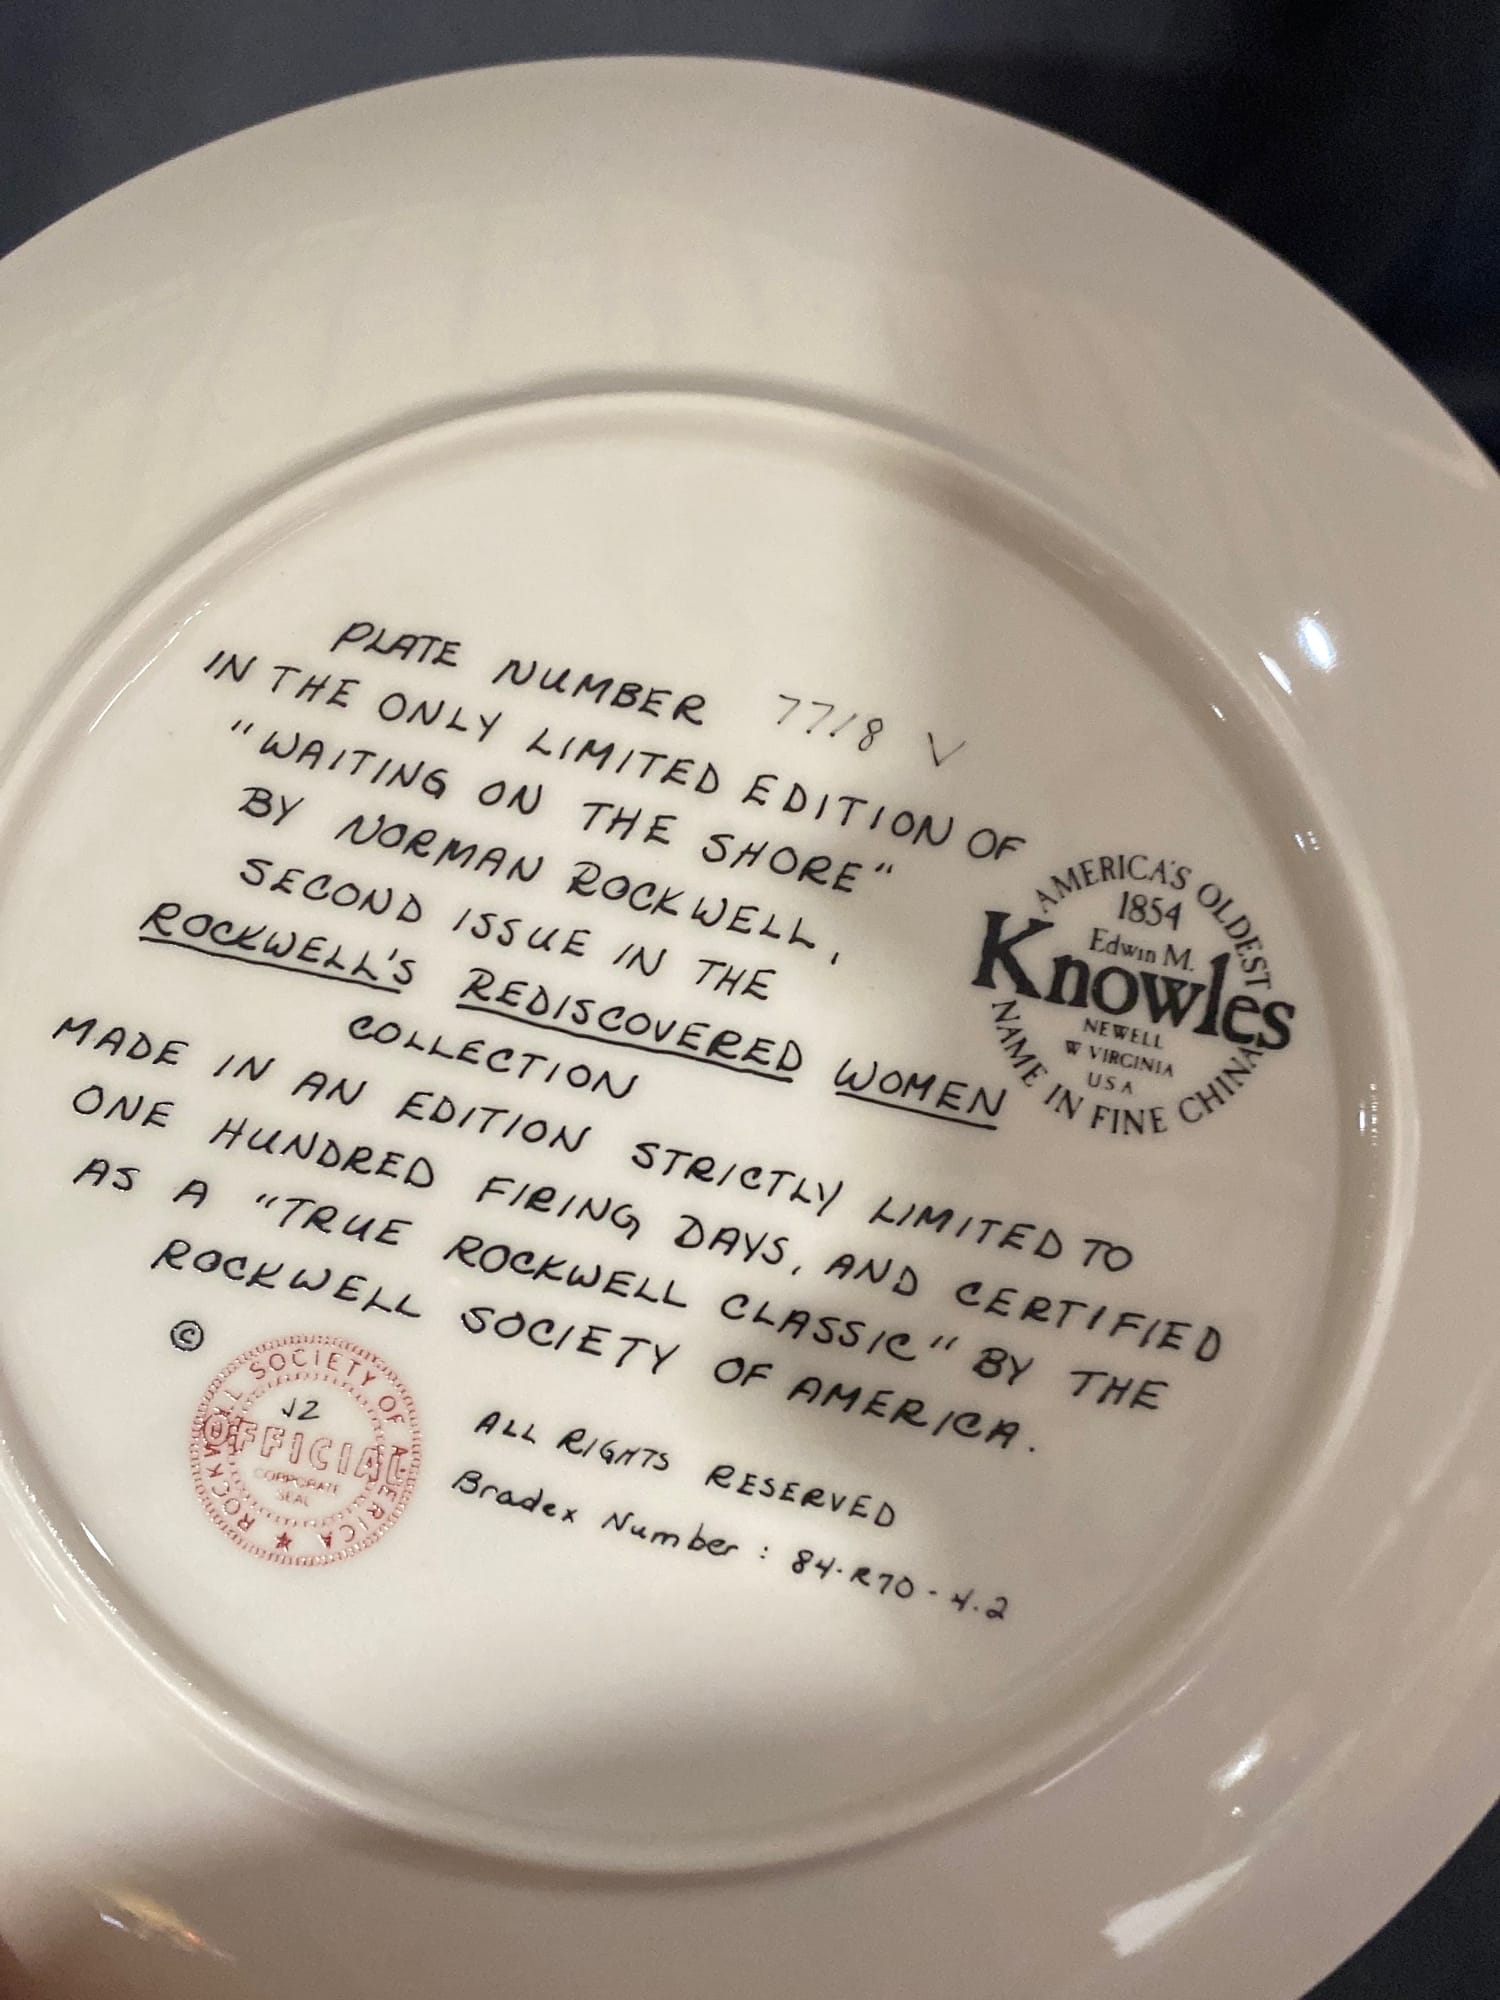 PLATE NUMBER 7718 V
IN THE ONLY LIMITED EDITION OF
"WAITING ON THE SHORE"
BY NORMAN ROCKWELL,
SECOND ISSUE IN THE
ROCKWELL'S REDISCOVERED WOMEN
COLLECTION
MADE IN AN EDITION STRICTLY LIMITED TO
ONE HUNDRED FIRING DAYS, AND CERTIFIED
AS A "TRUE ROCKWELL CLASSIC" BY THE
ROCKWELL SOCIETY OF AMERICA.
AMERICA'S OLDEST
1854
Edwin M.
Knowles
NEWELL
W VIRGINIA
USA
NAME IN FINE CHINA
©
ROCKWELL SOCIETY OF AMERICA
J2
OFFICIAL
CORPORATE
SEAL
★
ALL RIGHTS RESERVED
Bradex Number: 84-R70-4.2